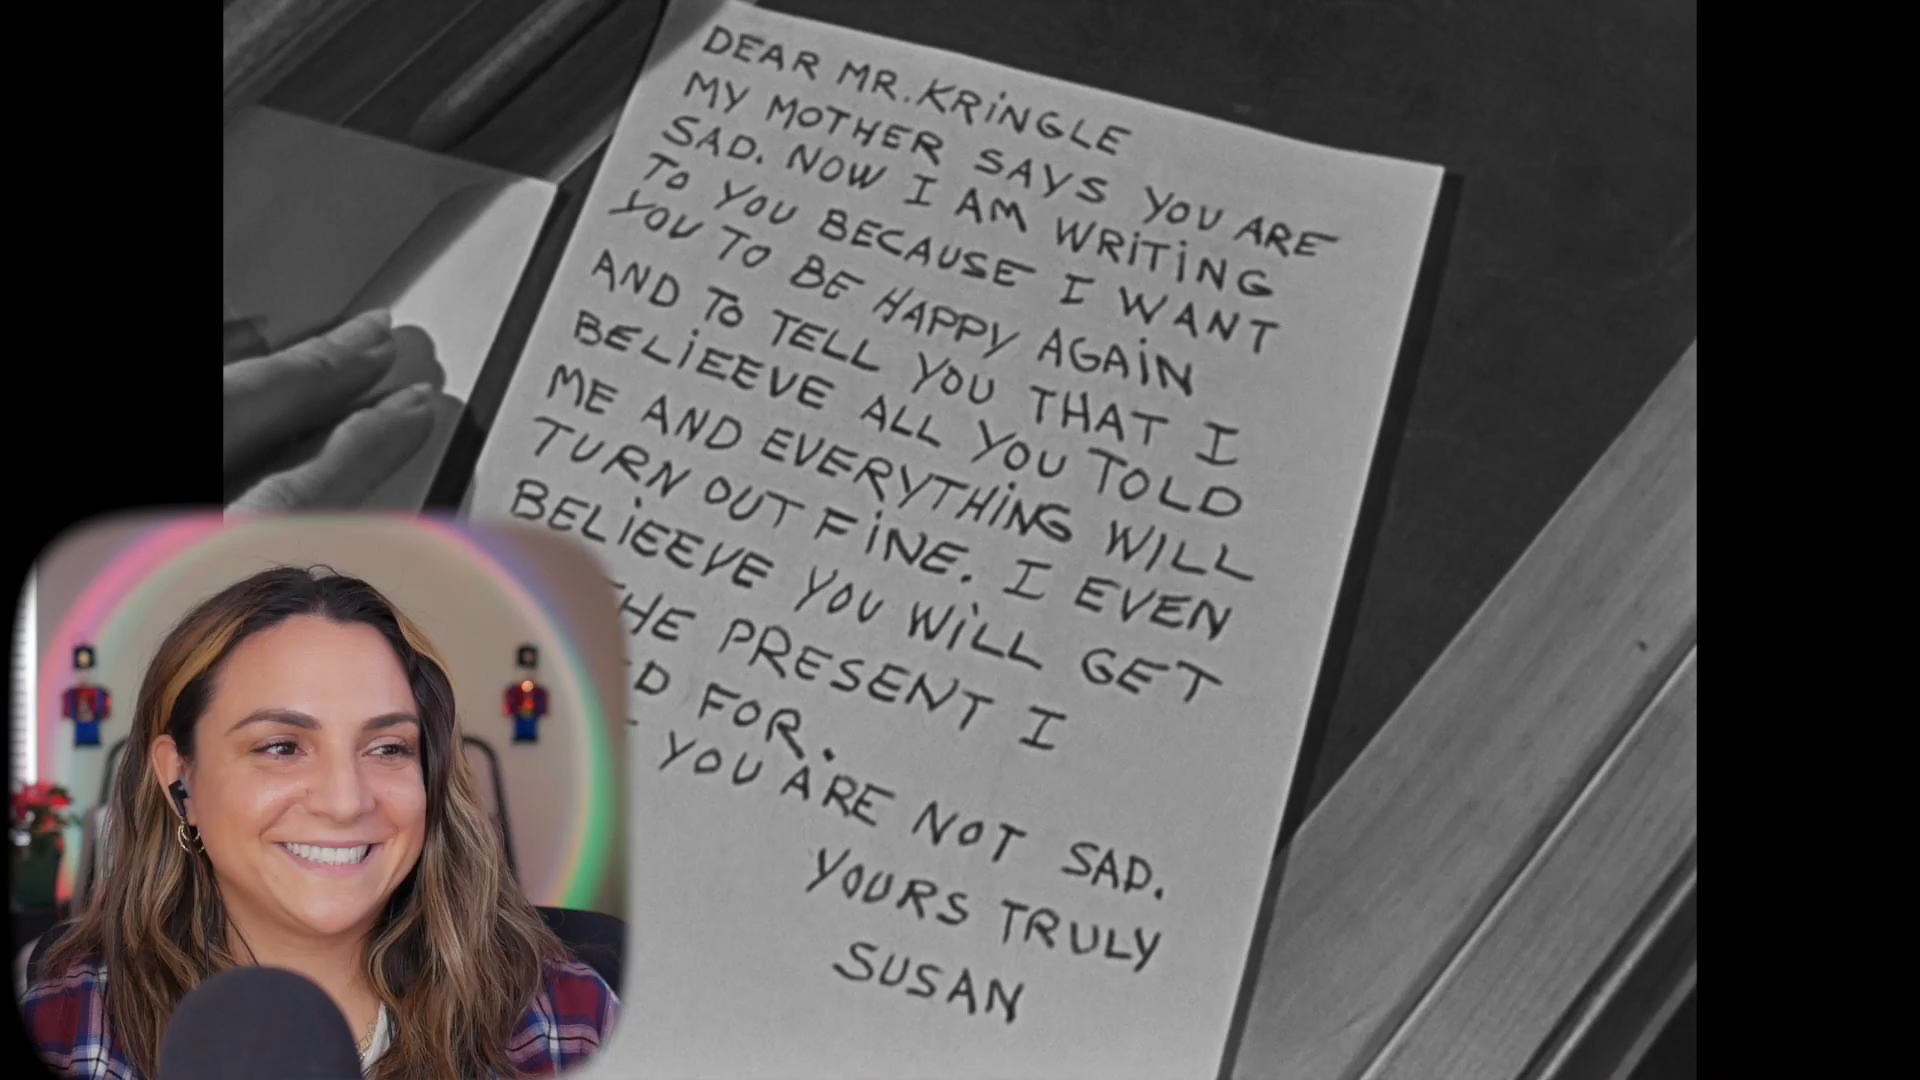 DEAR MR. KRiNGLE
MY MOTHER SAYS YOU ARE
SAD. NOW I AM WRiTiNG
TO YOU BECAUSE I WANT
YOU TO BE HAPPY AGAiN
AND TO TELL YOU THAT I
BELiEEVE ALL YOU TOLD
ME AND EVERYTHiNG WiLL
TURN OUT FiNE. I EVEN
BELiEEVE YOU WiLL GET
THE PRESENT I
FOR.
YOU ARE NOT SAD.
YOURS TRULY
SUSAN